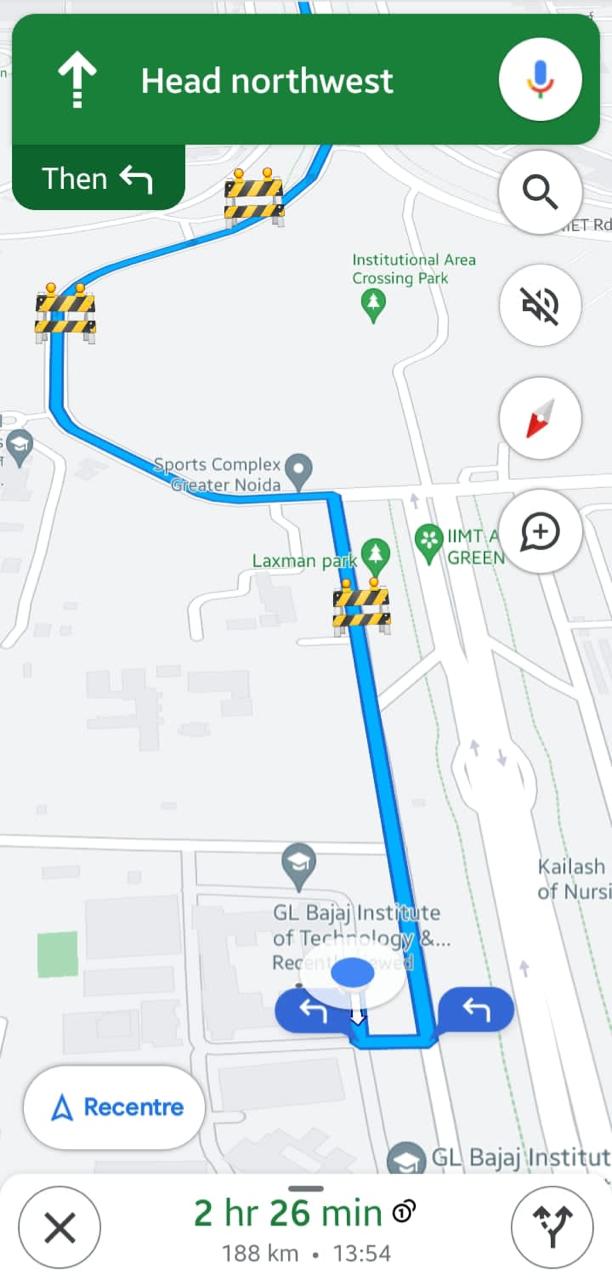 Head northwest
Then
IET Rd
Institutional Area
Crossing Park
Sports Complex
Greater Noida
Laxman park
IIMT A
GREEN
Kailash
of Nursi
GL Bajaj Institute
of Technology &...
Recently viewed
Recentre
GL Bajaj Institut
2 hr 26 min
188 km • 13:54